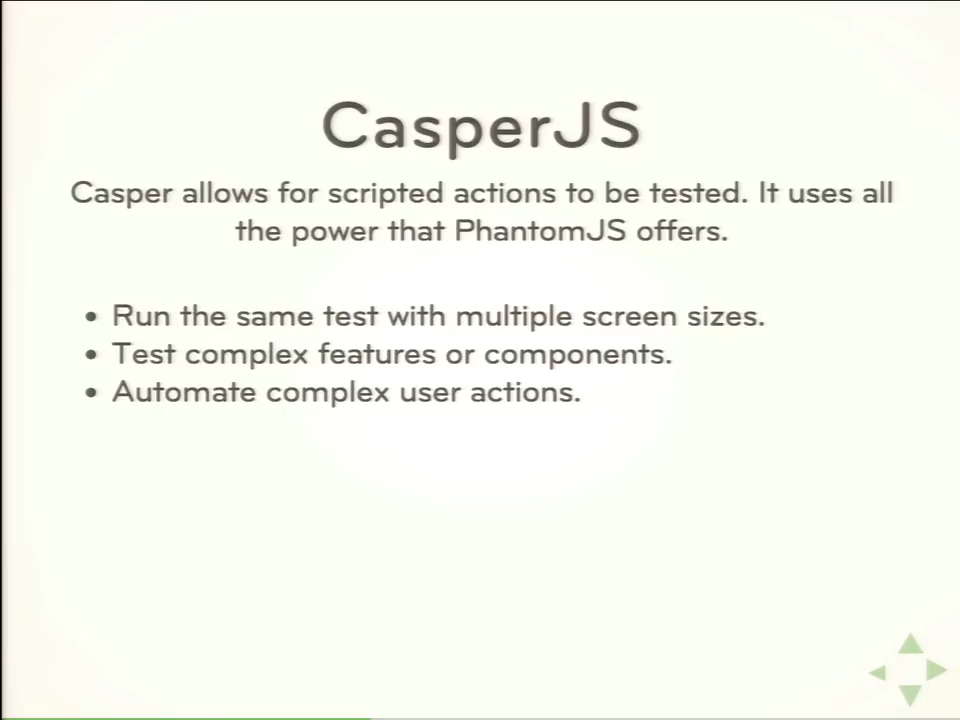 CasperJS
Casper allows for scripted actions to be tested. It uses all
the power that PhantomJS offers.
• Run the same test with multiple screen sizes.
• Test complex features or components.
• Automate complex user actions.